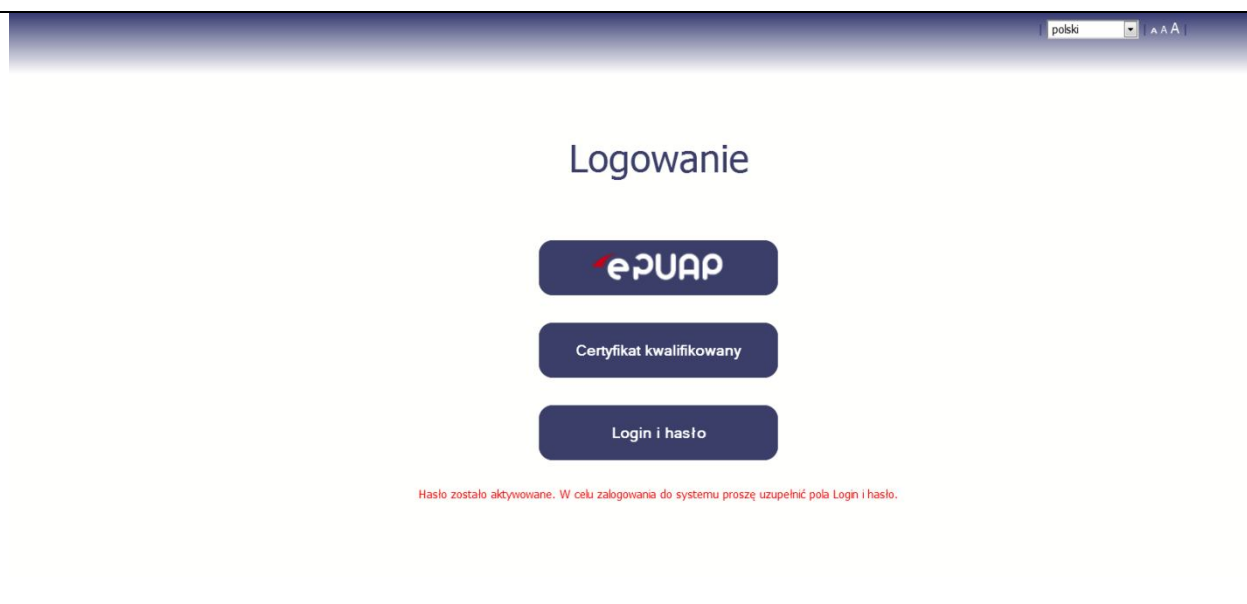 polski
A A A
Logowanie
ePUAP
Certyfikat kwalifikowany
Login i hasło
Hasło zostało aktywowane. W celu zalogowania do systemu proszę uzupełnić pola Login i hasło.